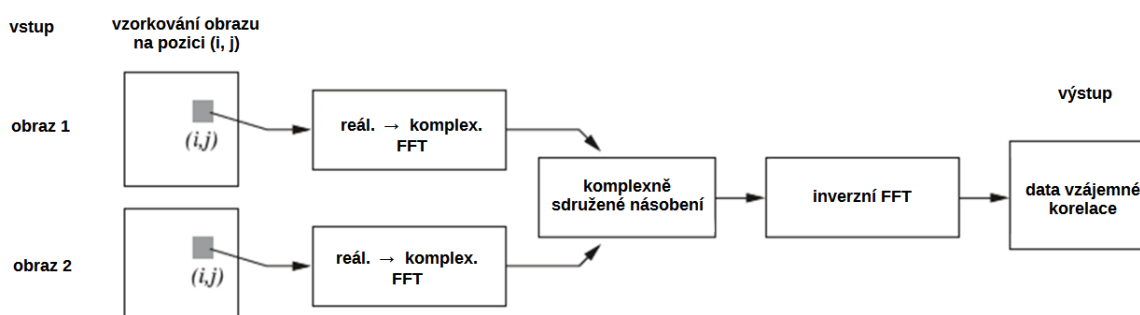 vstup
vzorkování obrazu
na pozici (i, j)
obraz 1
(i,j)
reál. → komplex.
FFT
obraz 2
(i,j)
reál. → komplex.
FFT
komplexně
sdružené násobení
inverzní FFT
výstup
data vzájemné
korelace